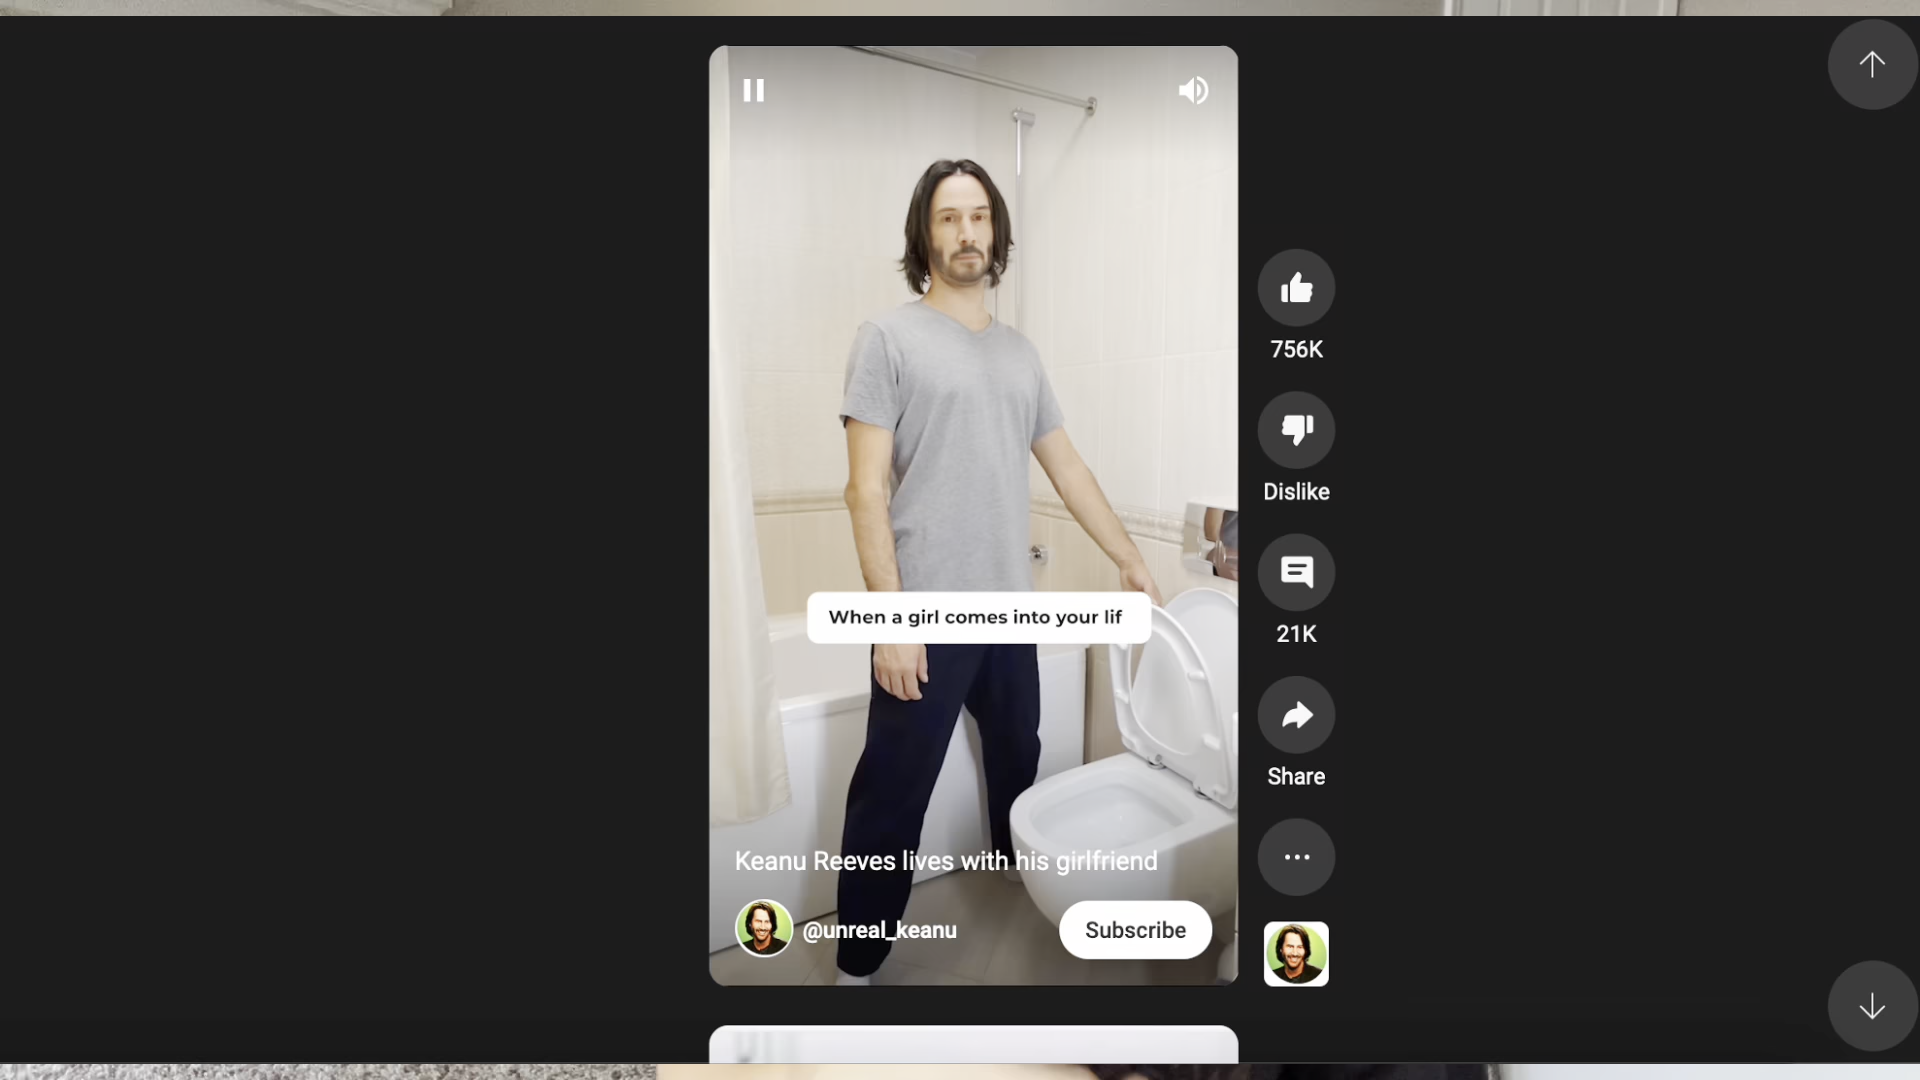 When a girl comes into your lif
Keanu Reeves lives with his girlfriend
@unreal_keanu
Subscribe
756K
Dislike
21K
Share